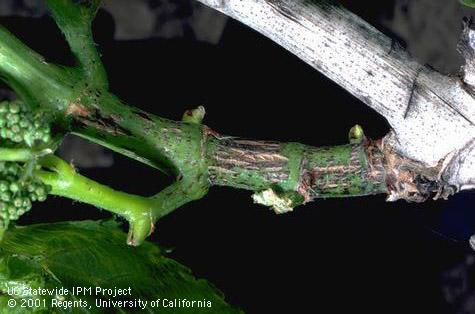 UC Statewide IPM Project
© 2001 Regents, University of California